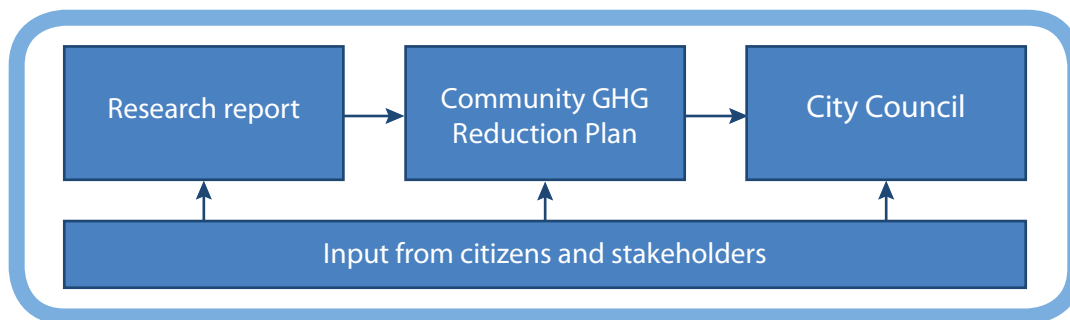 Research report
Community GHG
Reduction Plan
City Council
Input from citizens and stakeholders